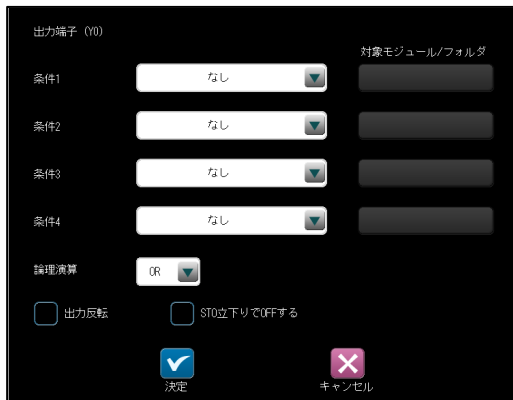 出力端子 (Y0)
対象モジュール/フォルダ
条件1 なし
条件2 なし
条件3 なし
条件4 なし
論理演算 OR
出力反転 STO立下りでOFFする
決定 キャンセル